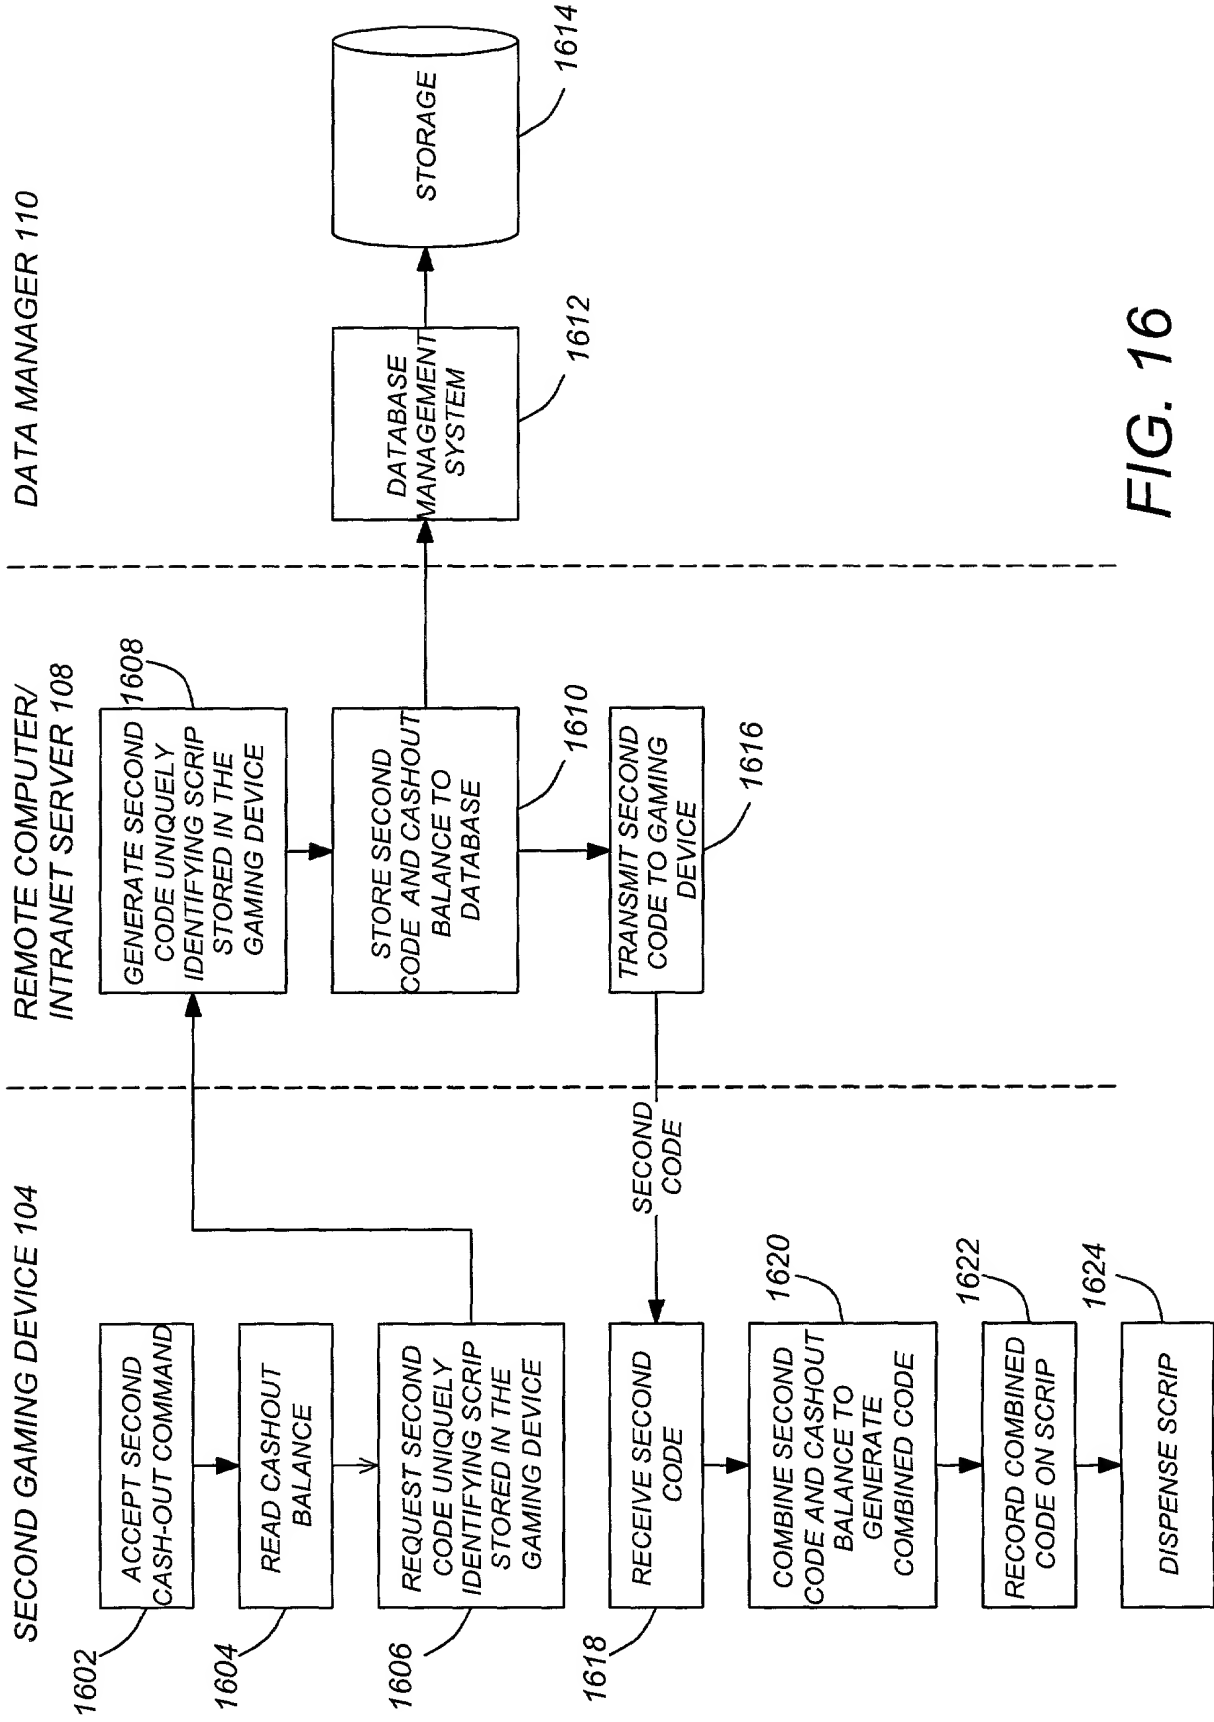 SECOND GAMING DEVICE 104
REMOTE COMPUTER/
INTRANET SERVER 108
DATA MANAGER 110
1602
ACCEPT SECOND
CASH-OUT COMMAND
1604
READ CASHOUT
BALANCE
1606
REQUEST SECOND
CODE UNIQUELY
IDENTIFYING SCRIP
STORED IN THE
GAMING DEVICE
GENERATE SECOND
CODE UNIQUELY
IDENTIFYING SCRIP
STORED IN THE
GAMING DEVICE
1608
STORE SECOND
CODE AND CASHOUT
BALANCE TO
DATABASE
1610
DATABASE
MANAGEMENT
SYSTEM
1612
STORAGE
1614
TRANSMIT SECOND
CODE TO GAMING
DEVICE
1616
SECOND
CODE
1618
RECEIVE SECOND
CODE
COMBINE SECOND
CODE AND CASHOUT
BALANCE TO
GENERATE
COMBINED CODE
1620
RECORD COMBINED
CODE ON SCRIP
1622
DISPENSE SCRIP
1624
FIG. 16